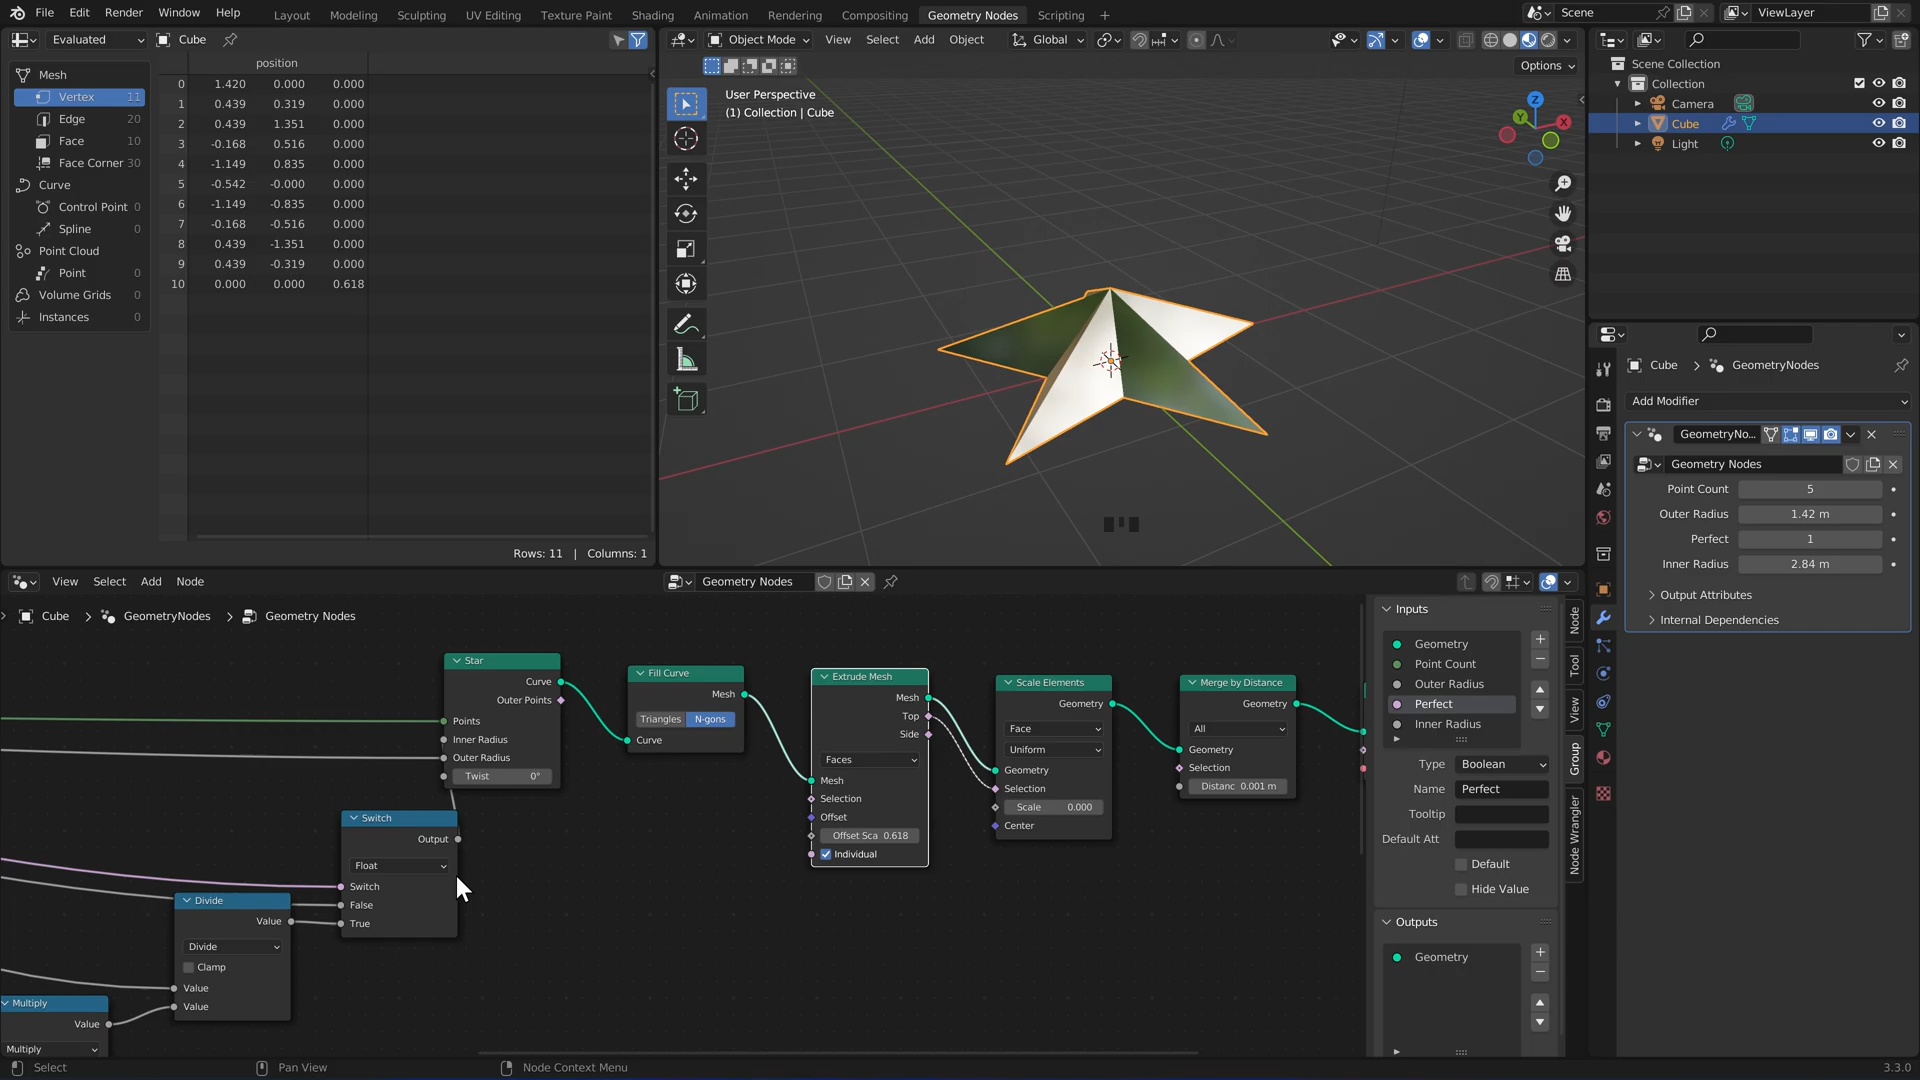 File Edit Render Window Help Layout Modeling Sculpting UV Editing Texture Paint Shading Animation Rendering Compositing Geometry Nodes Scripting + Scene ViewLayer
Evaluated Cube
Object Mode View Select Add Object Global
Options
position
Mesh
Vertex 11
Edge 20
Face 10
Face Corner 30
Curve
Control Point 0
Spline 0
Point Cloud
Point 0
Volume Grids 0
Instances 0
0 1.420 0.000 0.000
1 0.439 0.319 0.000
2 0.439 1.351 0.000
3 -0.168 0.516 0.000
4 -1.149 0.835 0.000
5 -0.542 -0.000 0.000
6 -1.149 -0.835 0.000
7 -0.168 -0.516 0.000
8 0.439 -1.351 0.000
9 0.439 -0.319 0.000
10 0.000 0.000 0.618
Rows: 11 | Columns: 1
User Perspective
(1) Collection | Cube
Z
Y
X
Scene Collection
Collection
Camera
Cube
Light
Cube > GeometryNodes
Add Modifier
GeometryNo...
Geometry Nodes
Point Count 5
Outer Radius 1.42 m
Perfect 1
Inner Radius 2.84 m
Output Attributes
Internal Dependencies
View Select Add Node
Geometry Nodes
Cube > GeometryNodes > Geometry Nodes
Star
Curve
Outer Points
Points
Inner Radius
Outer Radius
Twist 0°
Fill Curve
Mesh
Triangles N-gons
Curve
Extrude Mesh
Mesh
Top
Side
Faces
Mesh
Selection
Offset
Offset Sca 0.618
Individual
Scale Elements
Geometry
Face
Uniform
Geometry
Selection
Scale 0.000
Center
Merge by Distance
Geometry
All
Geometry
Selection
Distanc 0.001 m
Switch
Output
Float
Switch
False
True
Divide
Value
Divide
Clamp
Value
Value
Multiply
Value
Multiply
Inputs
Geometry
Point Count
Outer Radius
Perfect
Inner Radius
Type Boolean
Name Perfect
Tooltip
Default Att
Default
Hide Value
Outputs
Geometry
Node
Tool
View
Group
Node Wrangler
Select Pan View Node Context Menu 3.3.0